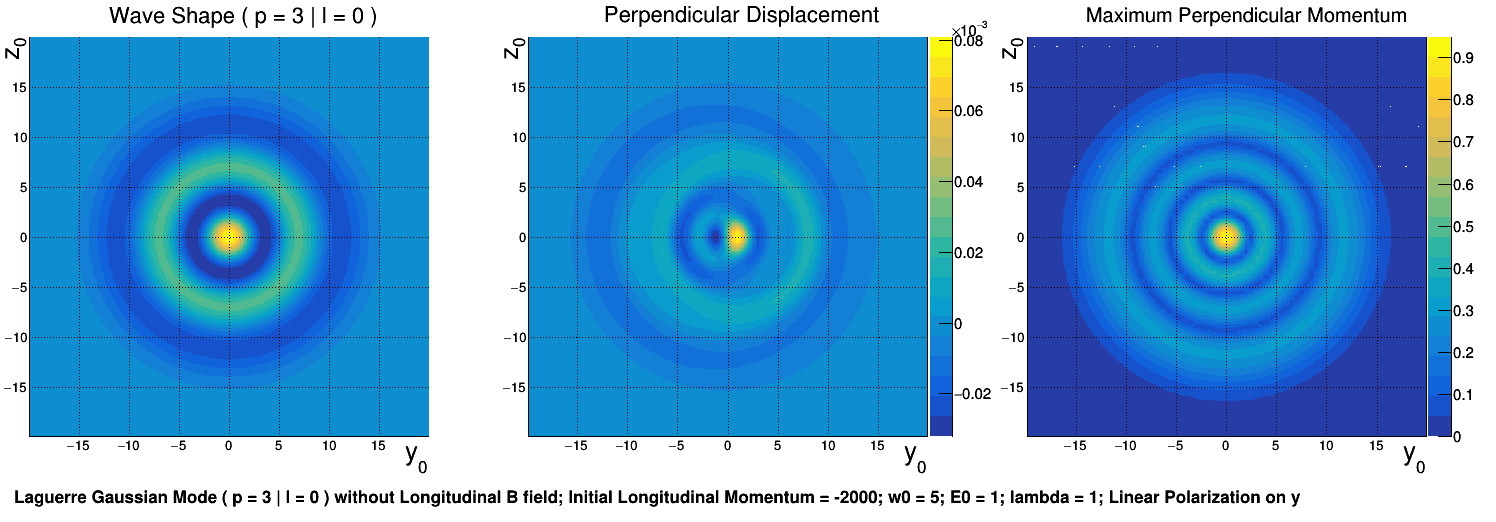 Wave Shape ( p = 3 | l = 0 )
z0
15
10
5
0
−5
−10
−15
−15 −10 −5 0 5 10 15
y0
Perpendicular Displacement
×10−3
z0
15
10
5
0
−5
−10
−15
−15 −10 −5 0 5 10 15
y0
0.08
0.06
0.04
0.02
0
−0.02
Maximum Perpendicular Momentum
z0
15
10
5
0
−5
−10
−15
−15 −10 −5 0 5 10 15
y0
0.9
0.8
0.7
0.6
0.5
0.4
0.3
0.2
0.1
0
Laguerre Gaussian Mode ( p = 3 | l = 0 ) without Longitudinal B field; Initial Longitudinal Momentum = -2000; w0 = 5; E0 = 1; lambda = 1; Linear Polarization on y